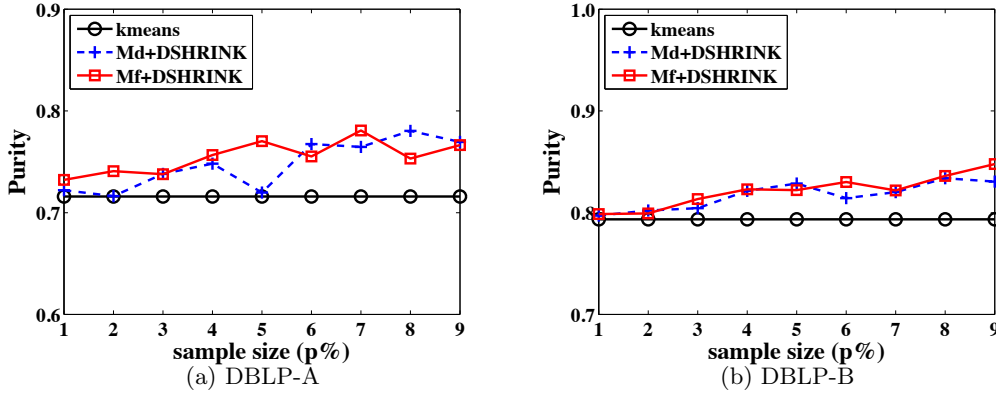 0.9
kmeans
Md+DSHRINK
Mf+DSHRINK
0.8
Purity
0.7
0.6
1 2 3 4 5 6 7 8 9
sample size (p%)
(a) DBLP-A
1.0
kmeans
Md+DSHRINK
Mf+DSHRINK
0.9
Purity
0.8
0.7
1 2 3 4 5 6 7 8 9
sample size (p%)
(b) DBLP-B